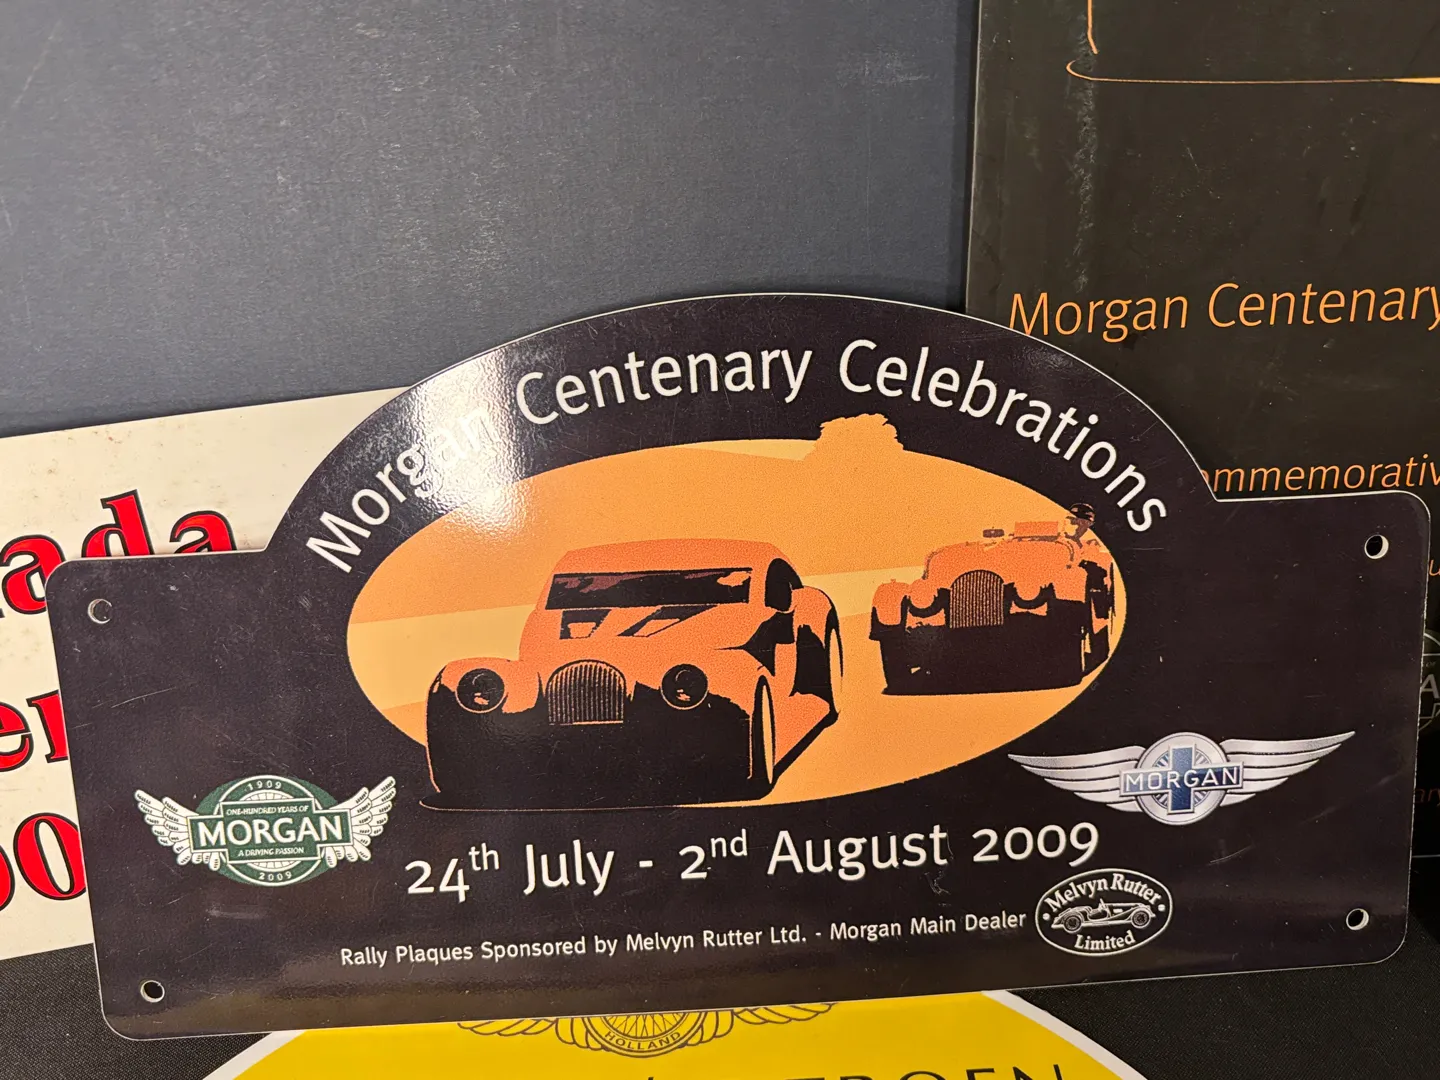 Morgan Centenary
Morgan Centenary Celebrations
1909
ONE-HUNDRED YEARS OF
MORGAN
A DRIVING PASSION
2009
MORGAN
24th July - 2nd August 2009
Rally Plaques Sponsored by Melvyn Rutter Ltd. - Morgan Main Dealer
Melvyn Rutter
Limited
HOLLAND